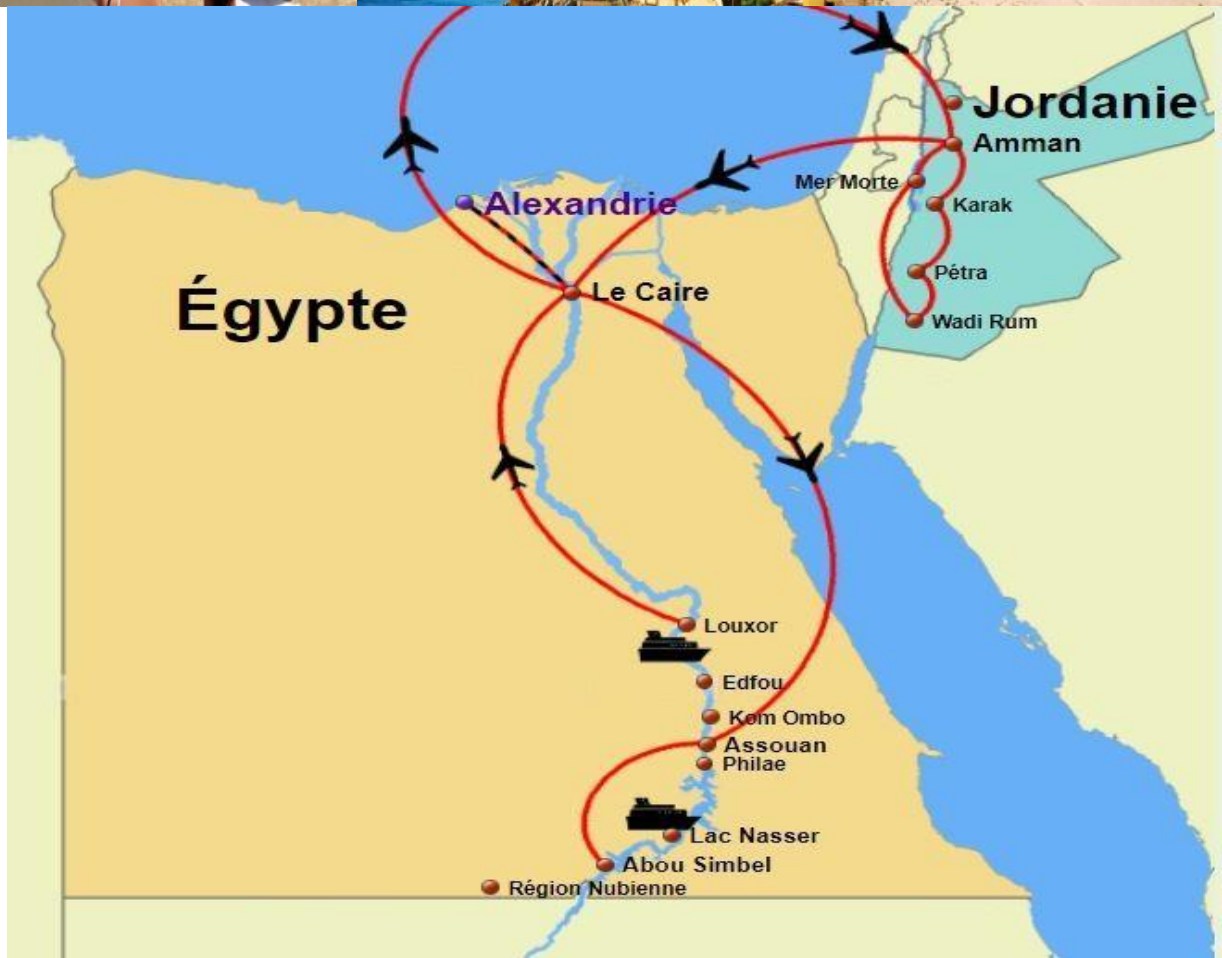 Jordanie
Amman
Mer Morte
Karak
Alexandrie
Pétra
Le Caire
Égypte
Wadi Rum
Louxor
Edfou
Kom Ombo
Assouan
Philae
Lac Nasser
Abou Simbel
Région Nubienne